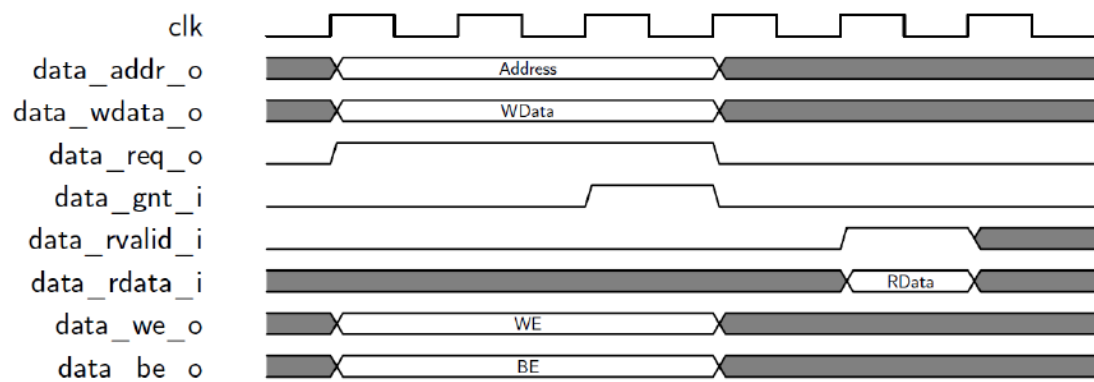 clk
data_addr_o Address
data_wdata_o WData
data_req_o
data_gnt_i
data_rvalid_i
data_rdata_i RData
data_we_o WE
data_be_o BE